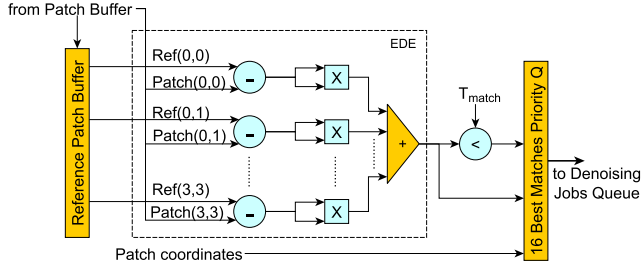 from Patch Buffer
EDE
Reference Patch Buffer
Ref(0,0)
-
X
Patch(0,0)
Ref(0,1)
-
X
Patch(0,1)
+
Ref(3,3)
-
X
Patch(3,3)
Tmatch
<
16 Best Matches Priority Q
to Denoising
Jobs Queue
Patch coordinates